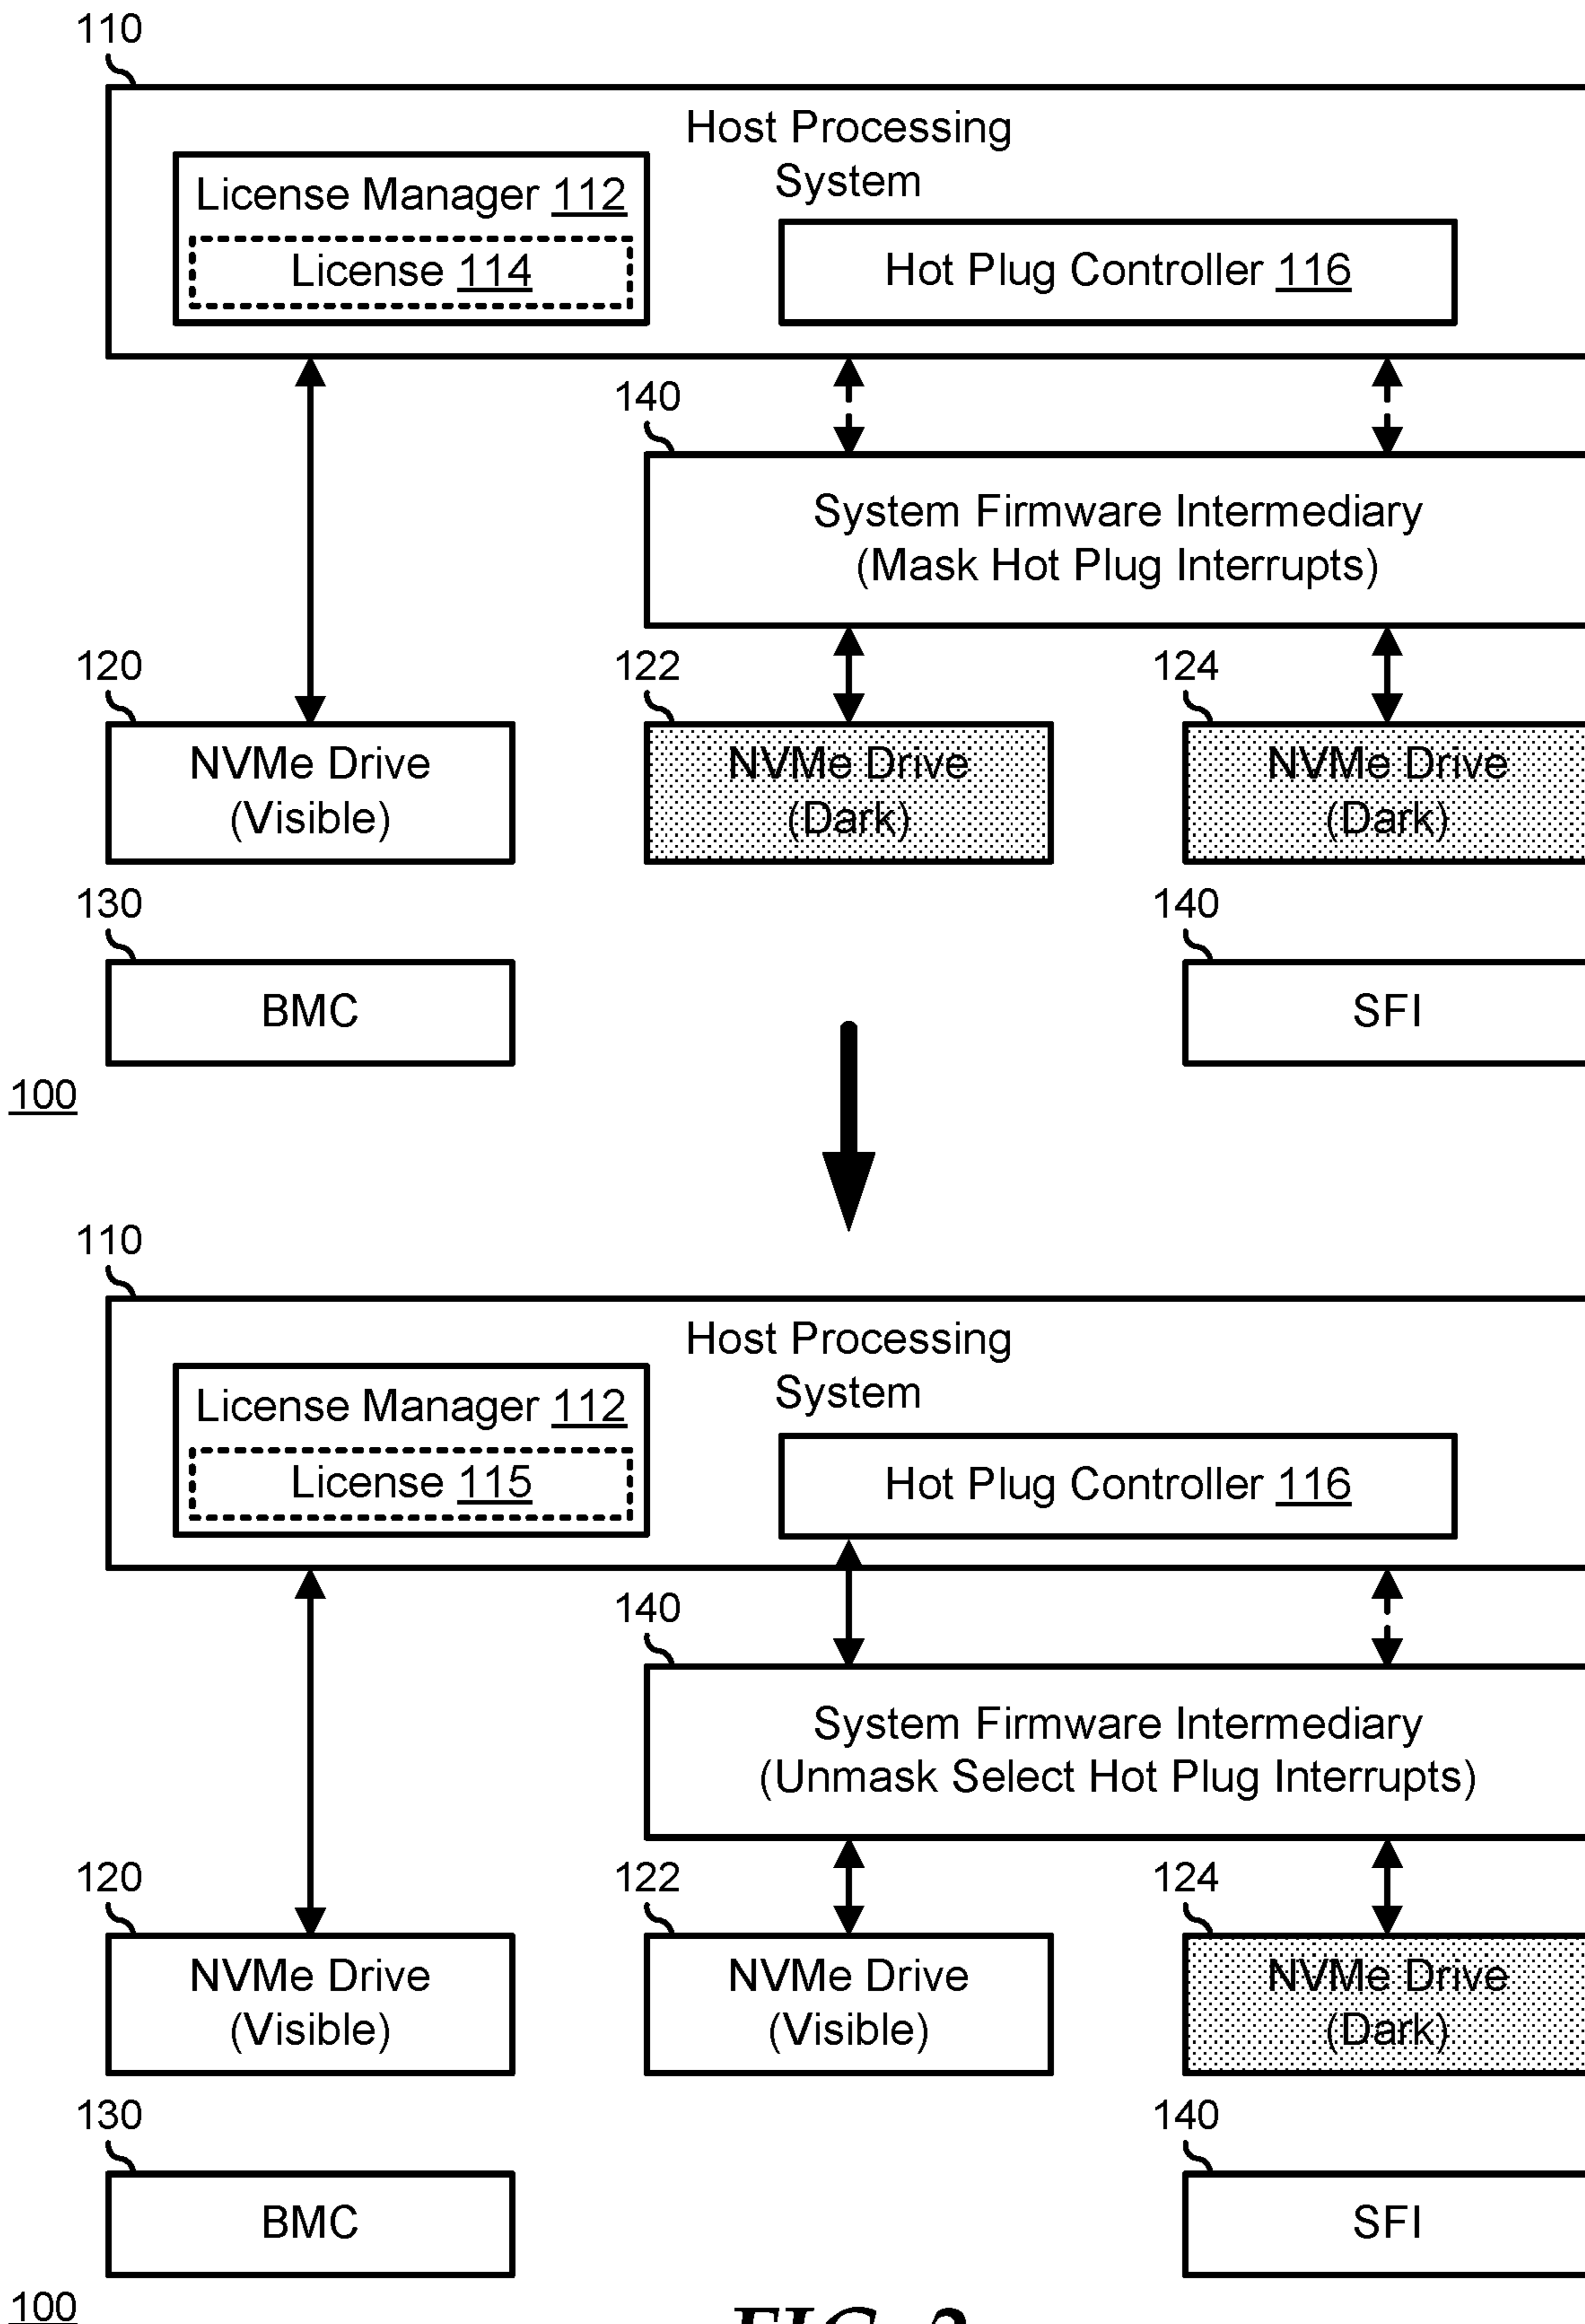 110
Host Processing
System
License Manager 112
License 114
Hot Plug Controller 116
140
System Firmware Intermediary
(Mask Hot Plug Interrupts)
120
122
124
NVMe Drive
(Visible)
NVMe Drive
(Dark)
NVMe Drive
(Dark)
130
140
BMC
SFI
100
110
Host Processing
System
License Manager 112
License 115
Hot Plug Controller 116
140
System Firmware Intermediary
(Unmask Select Hot Plug Interrupts)
120
122
124
NVMe Drive
(Visible)
NVMe Drive
(Visible)
NVMe Drive
(Dark)
130
140
BMC
SFI
100
FIG. 2